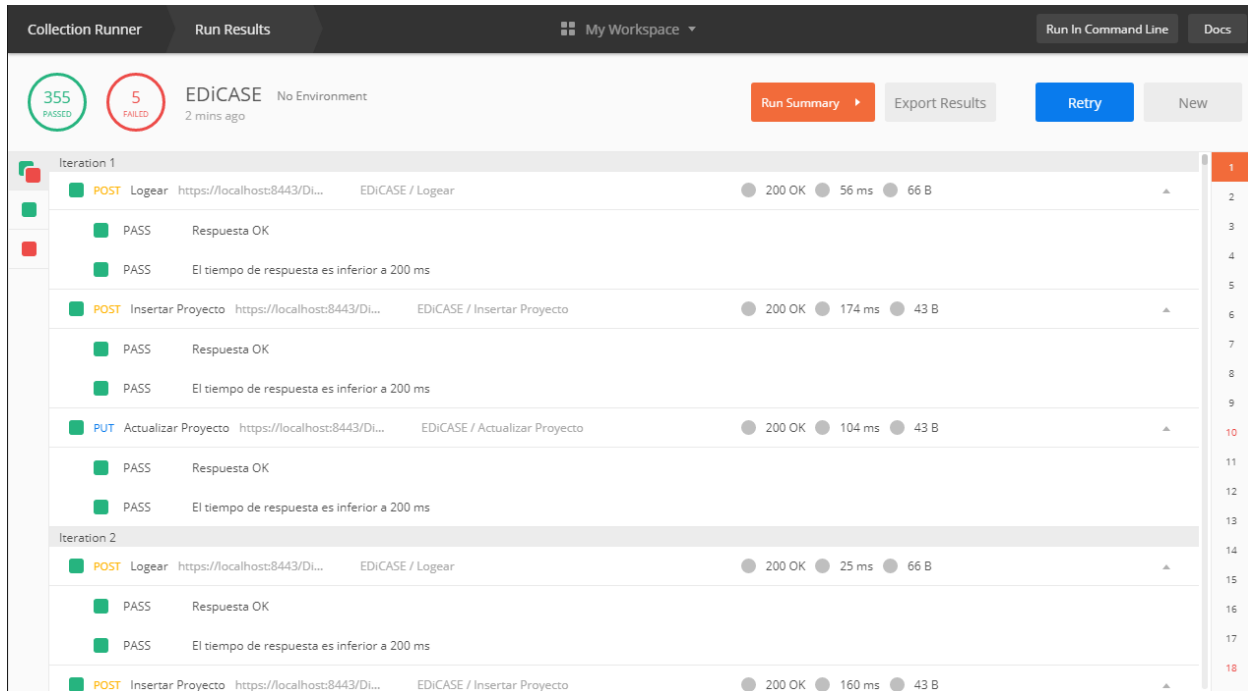 Collection Runner Run Results My Workspace Run In Command Line Docs
355 PASSED 5 FAILED EDiCASE No Environment
2 mins ago
Run Summary Export Results Retry New
Iteration 1
POST Logear https://localhost:8443/Di... EDiCASE / Logear 200 OK 56 ms 66 B
PASS Respuesta OK
PASS El tiempo de respuesta es inferior a 200 ms
POST Insertar Proyecto https://localhost:8443/Di... EDiCASE / Insertar Proyecto 200 OK 174 ms 43 B
PASS Respuesta OK
PASS El tiempo de respuesta es inferior a 200 ms
PUT Actualizar Proyecto https://localhost:8443/Di... EDiCASE / Actualizar Proyecto 200 OK 104 ms 43 B
PASS Respuesta OK
PASS El tiempo de respuesta es inferior a 200 ms
Iteration 2
POST Logear https://localhost:8443/Di... EDiCASE / Logear 200 OK 25 ms 66 B
PASS Respuesta OK
PASS El tiempo de respuesta es inferior a 200 ms
POST Insertar Proyecto https://localhost:8443/Di... EDiCASE / Insertar Proyecto 200 OK 160 ms 43 B
1
2
3
4
5
6
7
8
9
10
11
12
13
14
15
16
17
18